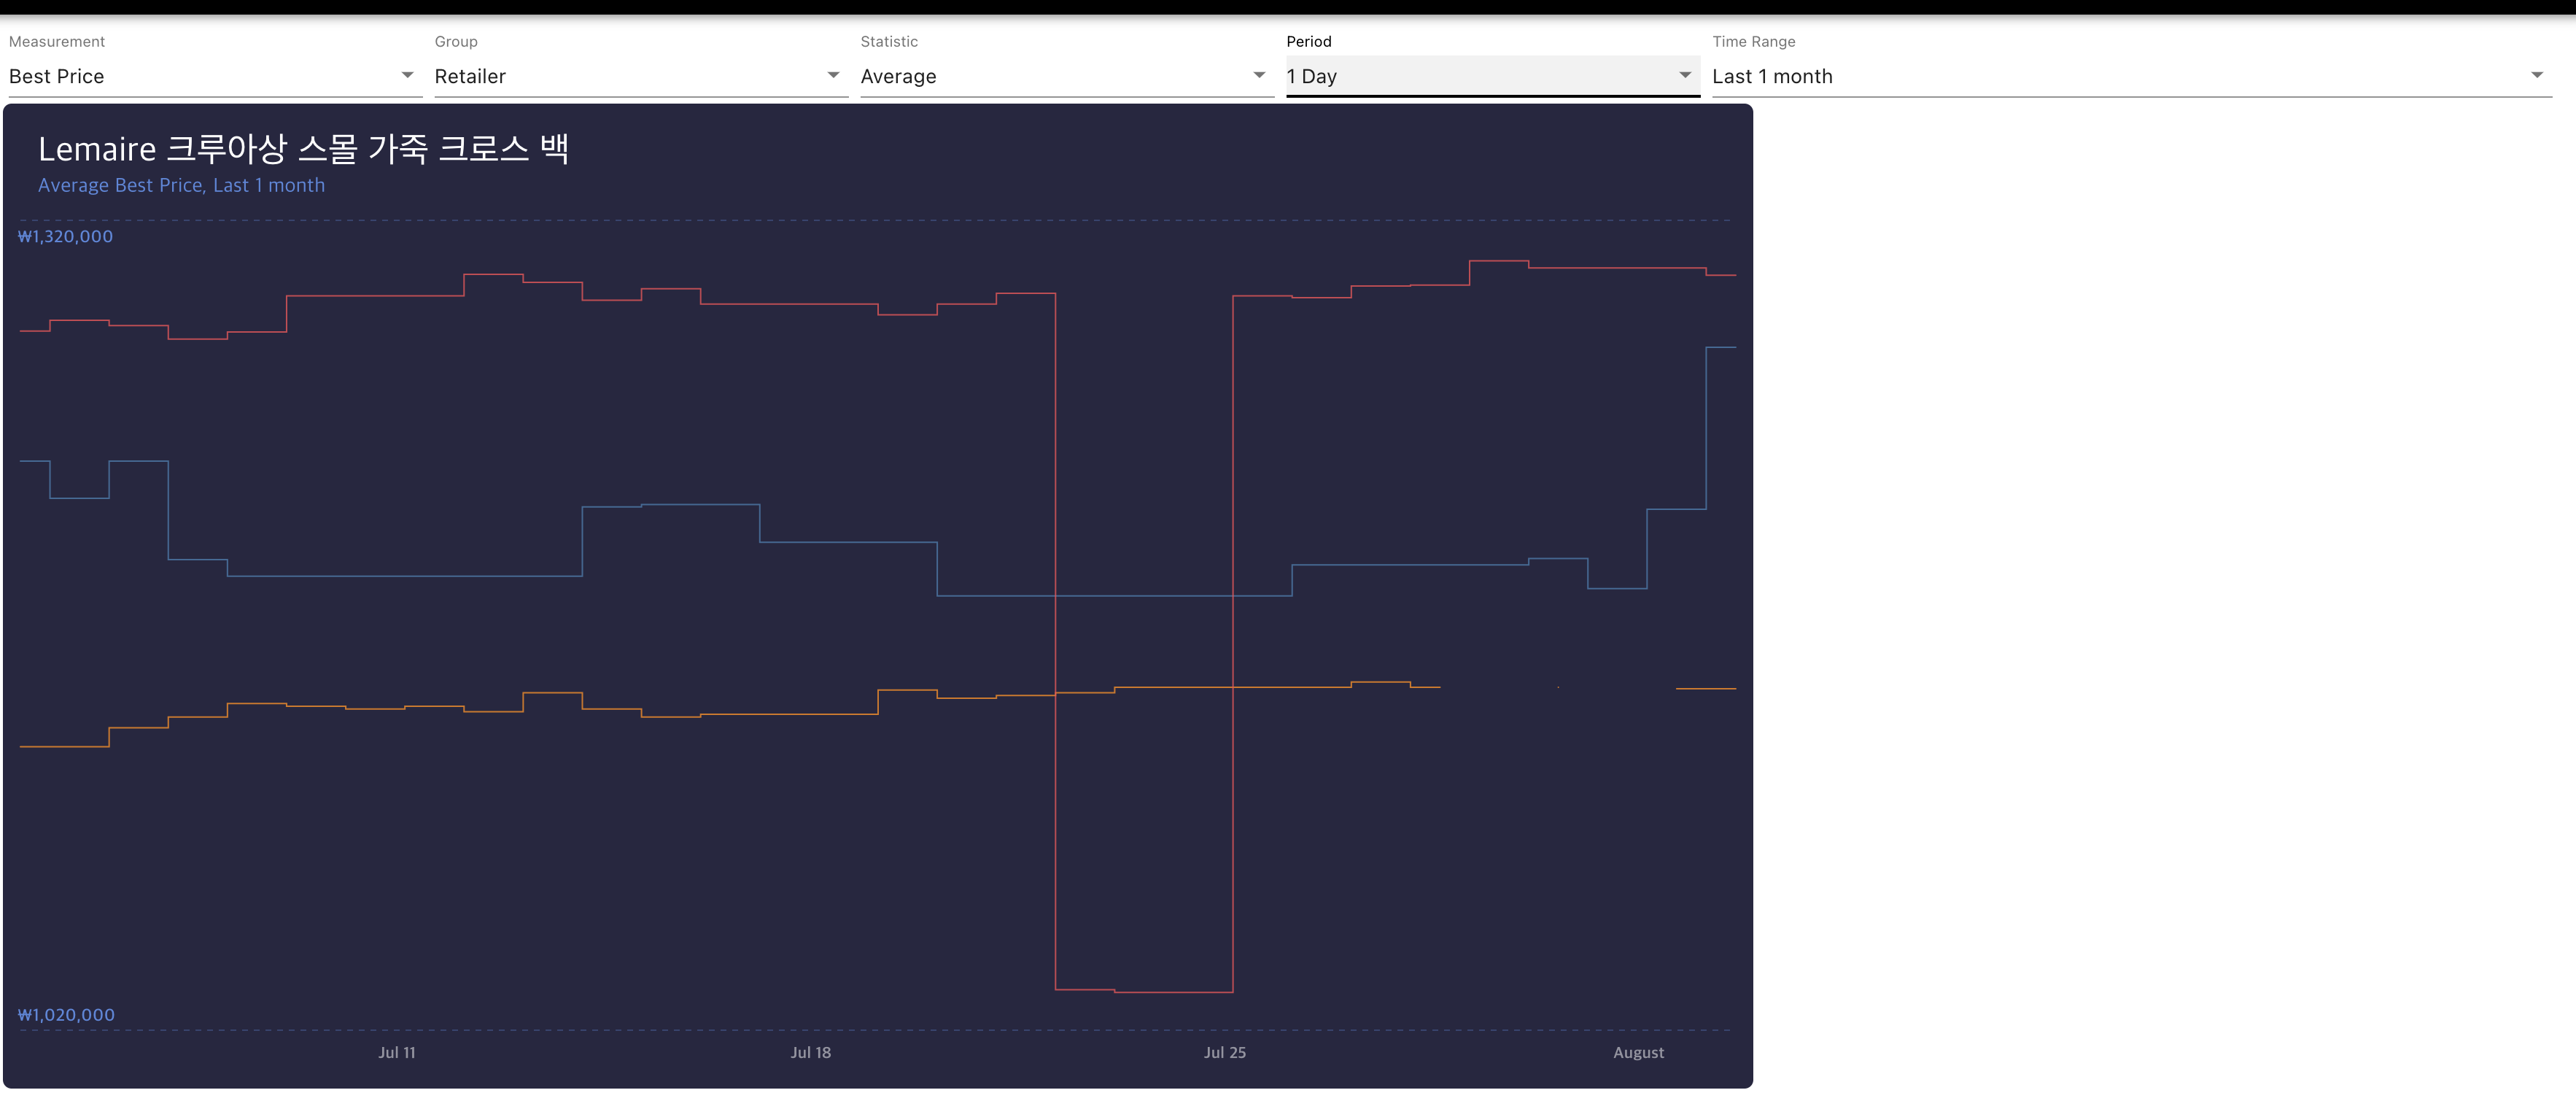 Measurement Group Statistic Period Time Range
Best Price Retailer Average 1 Day Last 1 month
Lemaire 크루아상 스몰 가죽 크로스 백
Average Best Price, Last 1 month
₩1,320,000
₩1,020,000
Jul 11 Jul 18 Jul 25 August